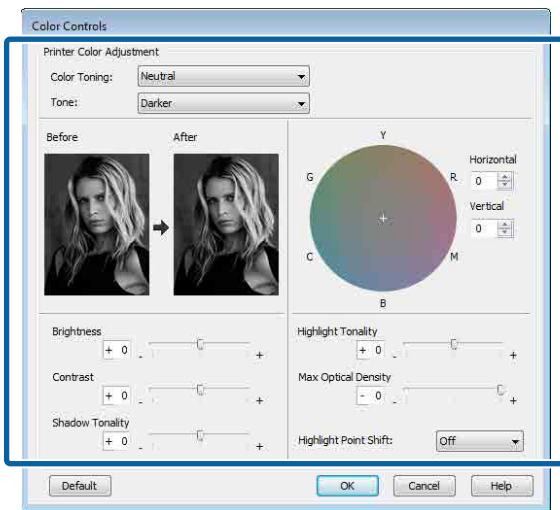 Color Controls
Printer Color Adjustment
Color Toning: Neutral
Tone: Darker
Before After
Y
G R
C M
B
Horizontal
0
Vertical
0
Brightness
+ 0 - +
Contrast
+ 0 - +
Shadow Tonality
+ 0 - +
Highlight Tonality
+ 0 - +
Max Optical Density
- 0 - +
Highlight Point Shift: Off
Default OK Cancel Help